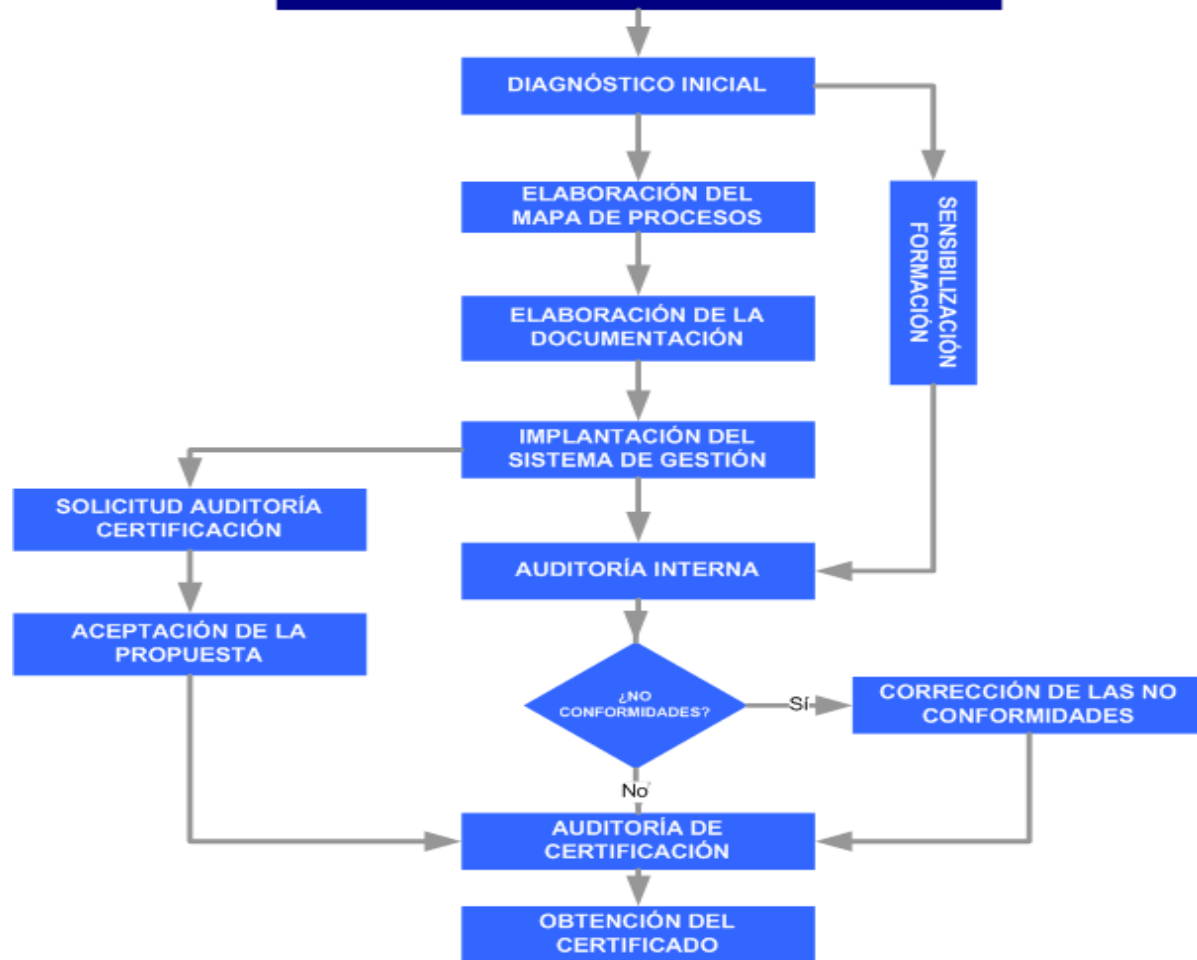 DIAGNÓSTICO INICIAL
ELABORACIÓN DEL
MAPA DE PROCESOS
SENSIBILIZACIÓN
FORMACIÓN
ELABORACIÓN DE LA
DOCUMENTACIÓN
IMPLANTACIÓN DEL
SISTEMA DE GESTIÓN
SOLICITUD AUDITORÍA
CERTIFICACIÓN
AUDITORÍA INTERNA
ACEPTACIÓN DE LA
PROPUESTA
¿NO
CONFORMIDADES?
Sí
CORRECCIÓN DE LAS NO
CONFORMIDADES
No
AUDITORÍA DE
CERTIFICACIÓN
OBTENCIÓN DEL
CERTIFICADO